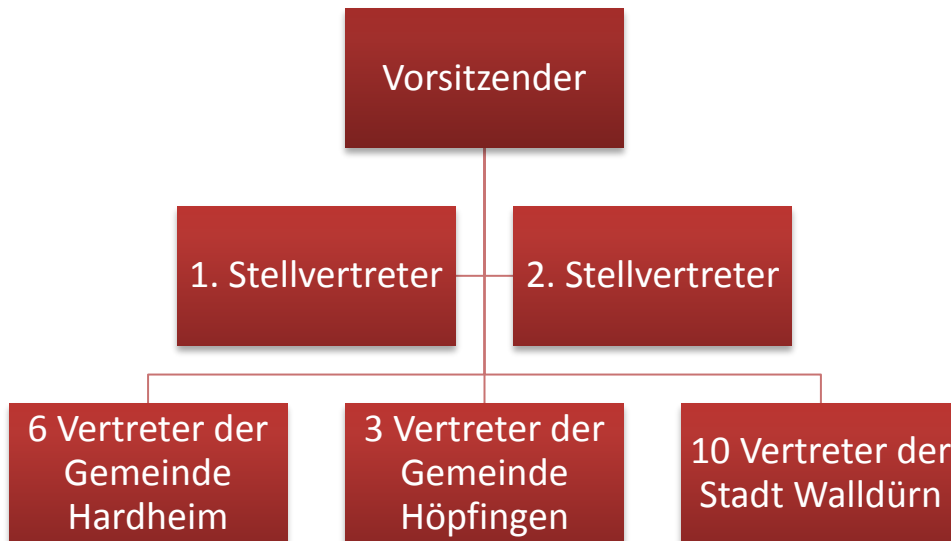 Vorsitzender
1. Stellvertreter
2. Stellvertreter
6 Vertreter der
Gemeinde
Hardheim
3 Vertreter der
Gemeinde
Höpfingen
10 Vertreter der
Stadt Walldürn